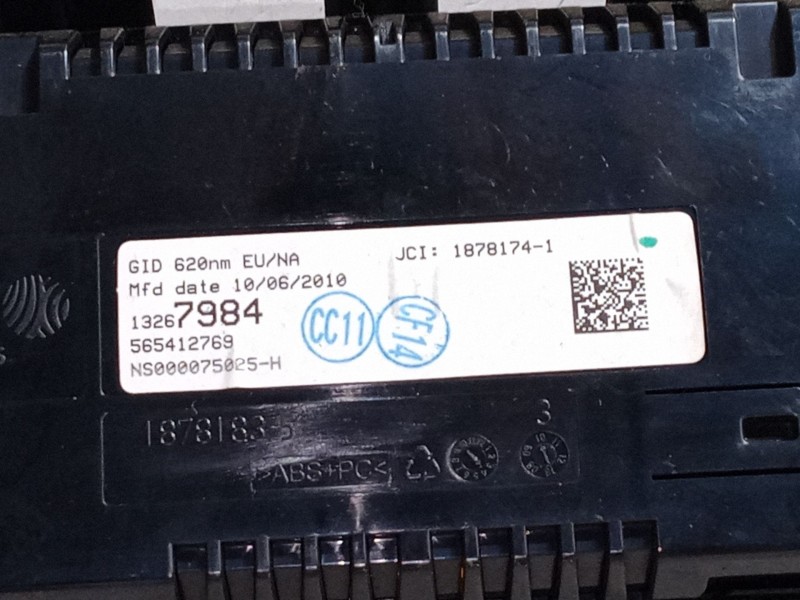 GID 620nm EU/NA
JCI: 1878174-1
Mfd date 10/06/2010
13267984
565412769
NS000075025-H
CC11
CF14
1878183-5
3
>ABS+PC<